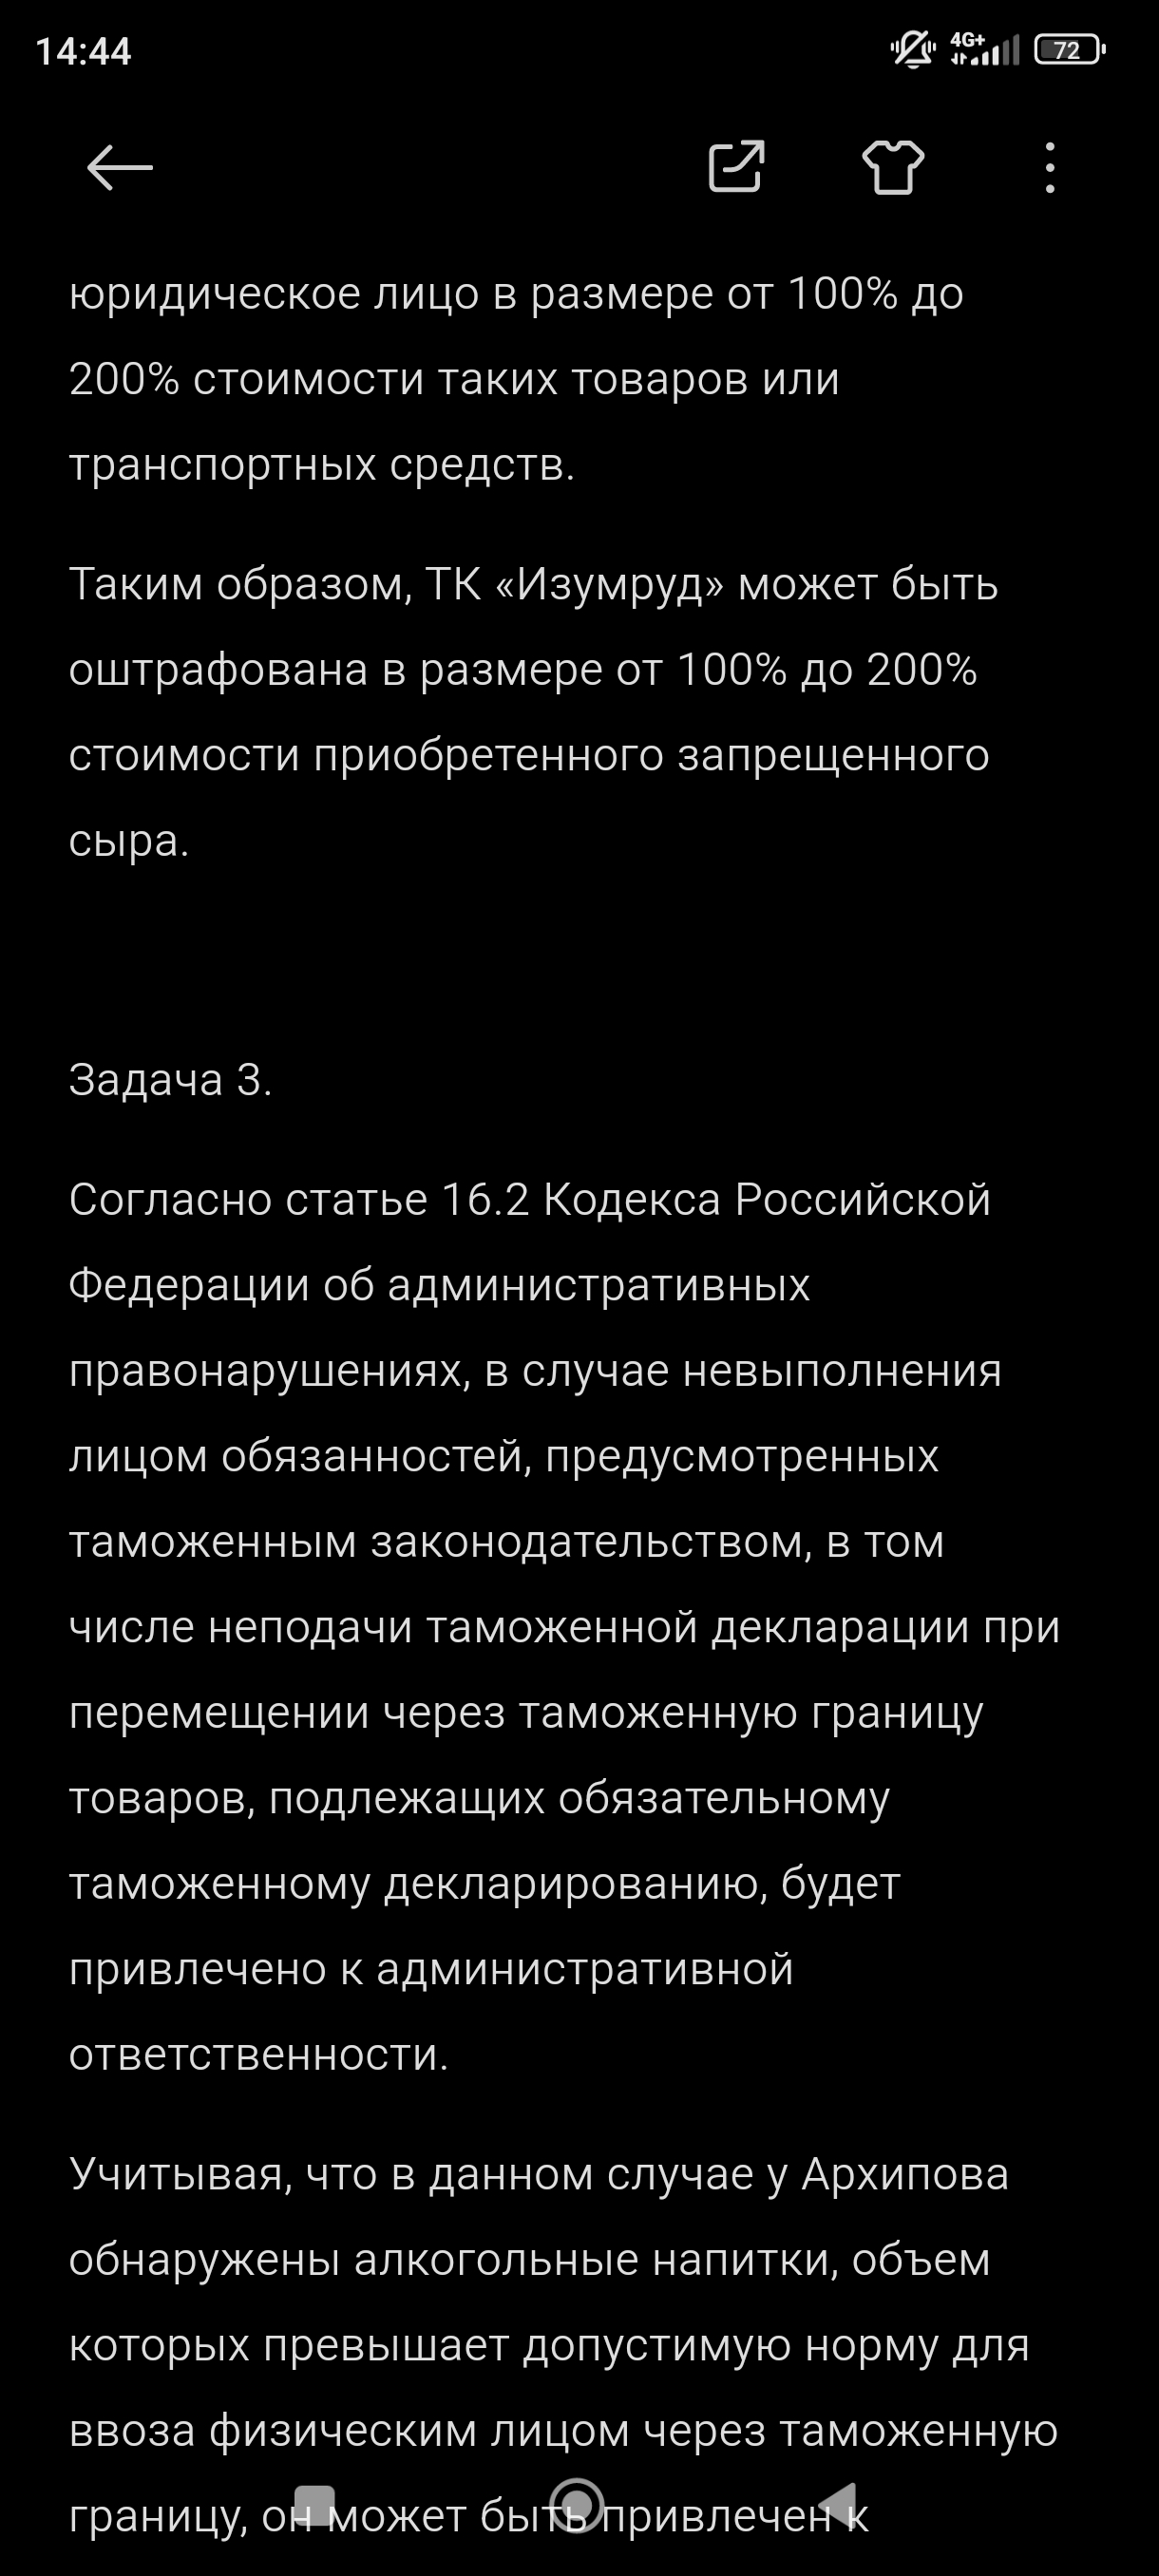 14:44
4G+
72
юридическое лицо в размере от 100% до
200% стоимости таких товаров или
транспортных средств.
Таким образом, ТК «Изумруд» может быть
оштрафована в размере от 100% до 200%
стоимости приобретенного запрещенного
сыра.
Задача 3.
Согласно статье 16.2 Кодекса Российской
Федерации об административных
правонарушениях, в случае невыполнения
лицом обязанностей, предусмотренных
таможенным законодательством, в том
числе неподачи таможенной декларации при
перемещении через таможенную границу
товаров, подлежащих обязательному
таможенному декларированию, будет
привлечено к административной
ответственности.
Учитывая, что в данном случае у Архипова
обнаружены алкогольные напитки, объем
которых превышает допустимую норму для
ввоза физическим лицом через таможенную
границу, он может быть привлечен к